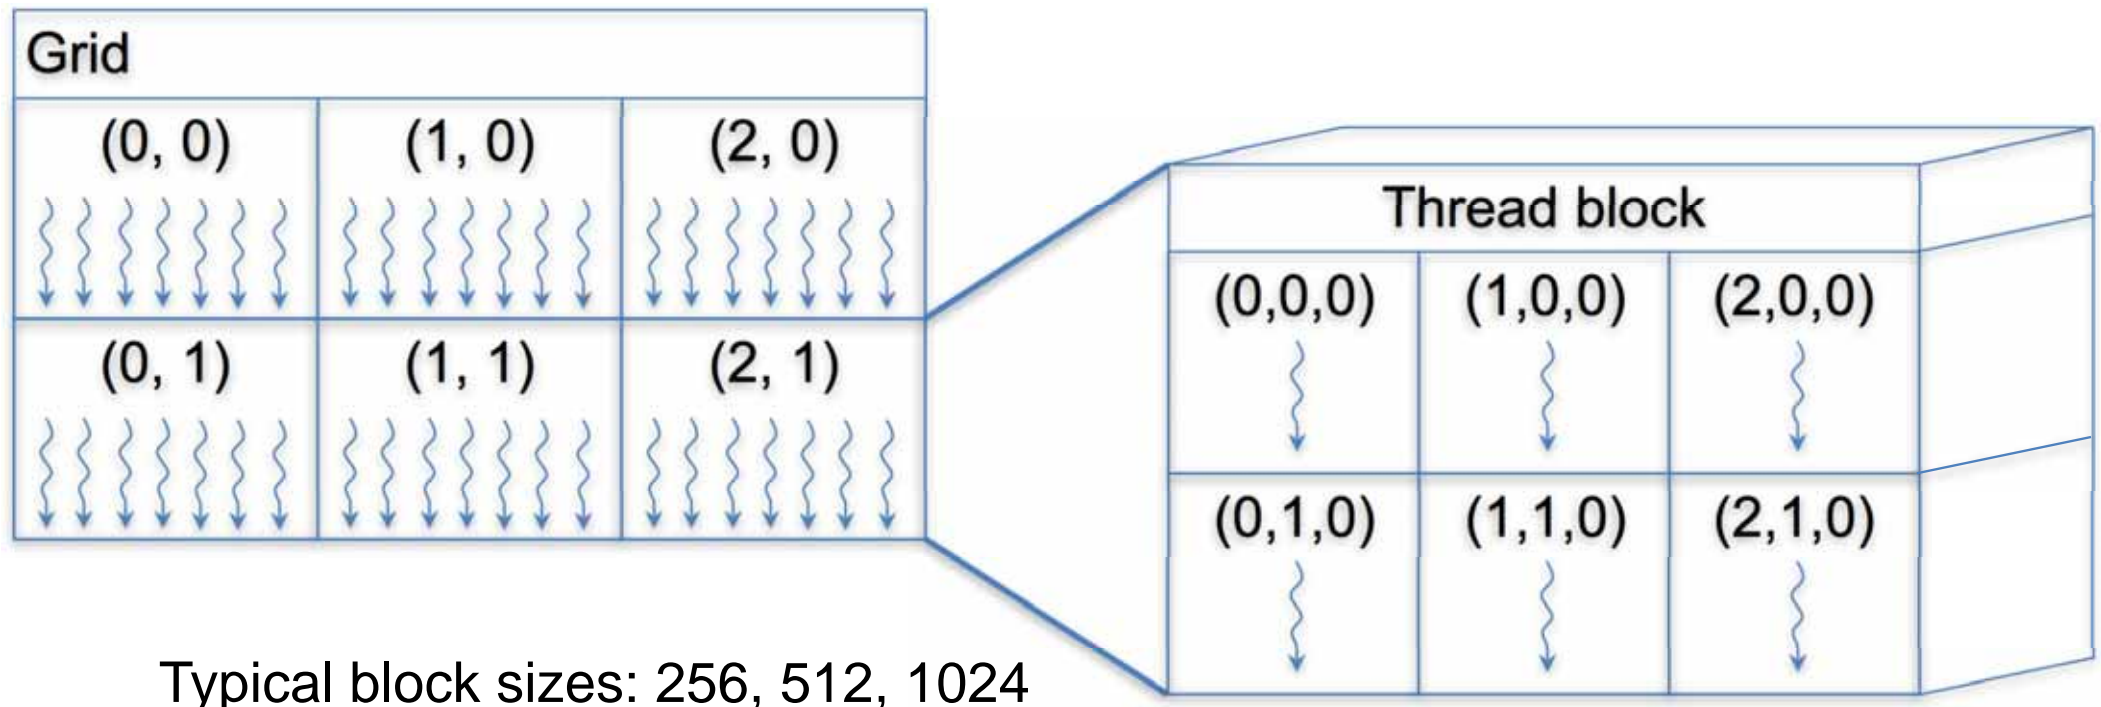 Grid
(0, 0) (1, 0) (2, 0)
(0, 1) (1, 1) (2, 1)
Thread block
(0,0,0) (1,0,0) (2,0,0)
(0,1,0) (1,1,0) (2,1,0)
Typical block sizes: 256, 512, 1024